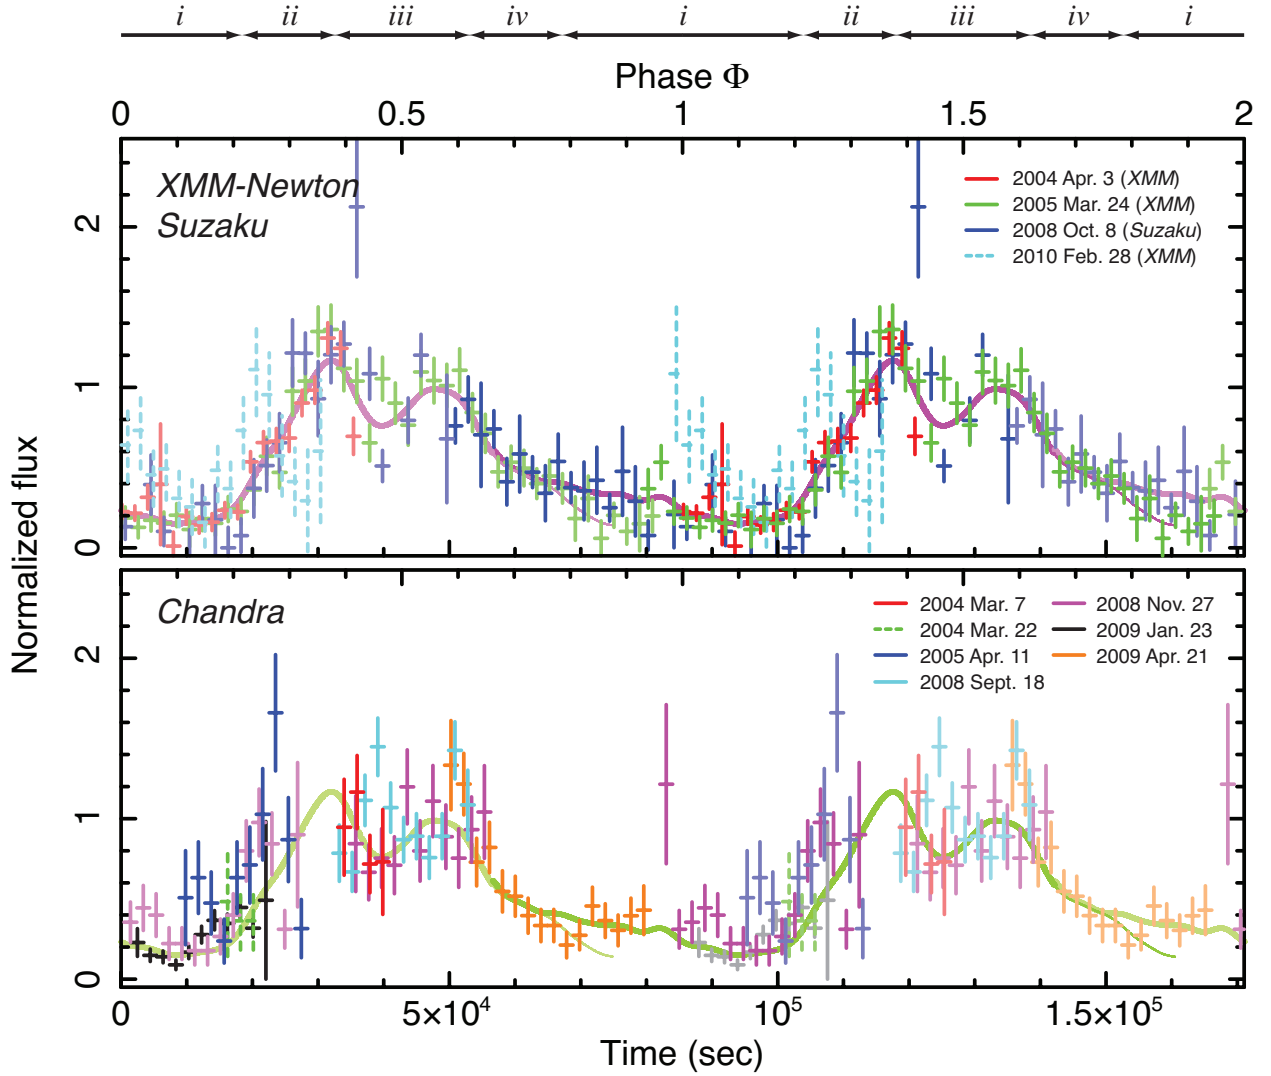 i ii iii iv i ii iii iv i
Phase Φ
0 0.5 1 1.5 2
XMM-Newton
Suzaku
2004 Apr. 3 (XMM)
2005 Mar. 24 (XMM)
2008 Oct. 8 (Suzaku)
2010 Feb. 28 (XMM)
2
1
0
Normalized flux
Chandra
2004 Mar. 7
2004 Mar. 22
2005 Apr. 11
2008 Sept. 18
2008 Nov. 27
2009 Jan. 23
2009 Apr. 21
2
1
0
0 5×10⁴ 10⁵ 1.5×10⁵
Time (sec)